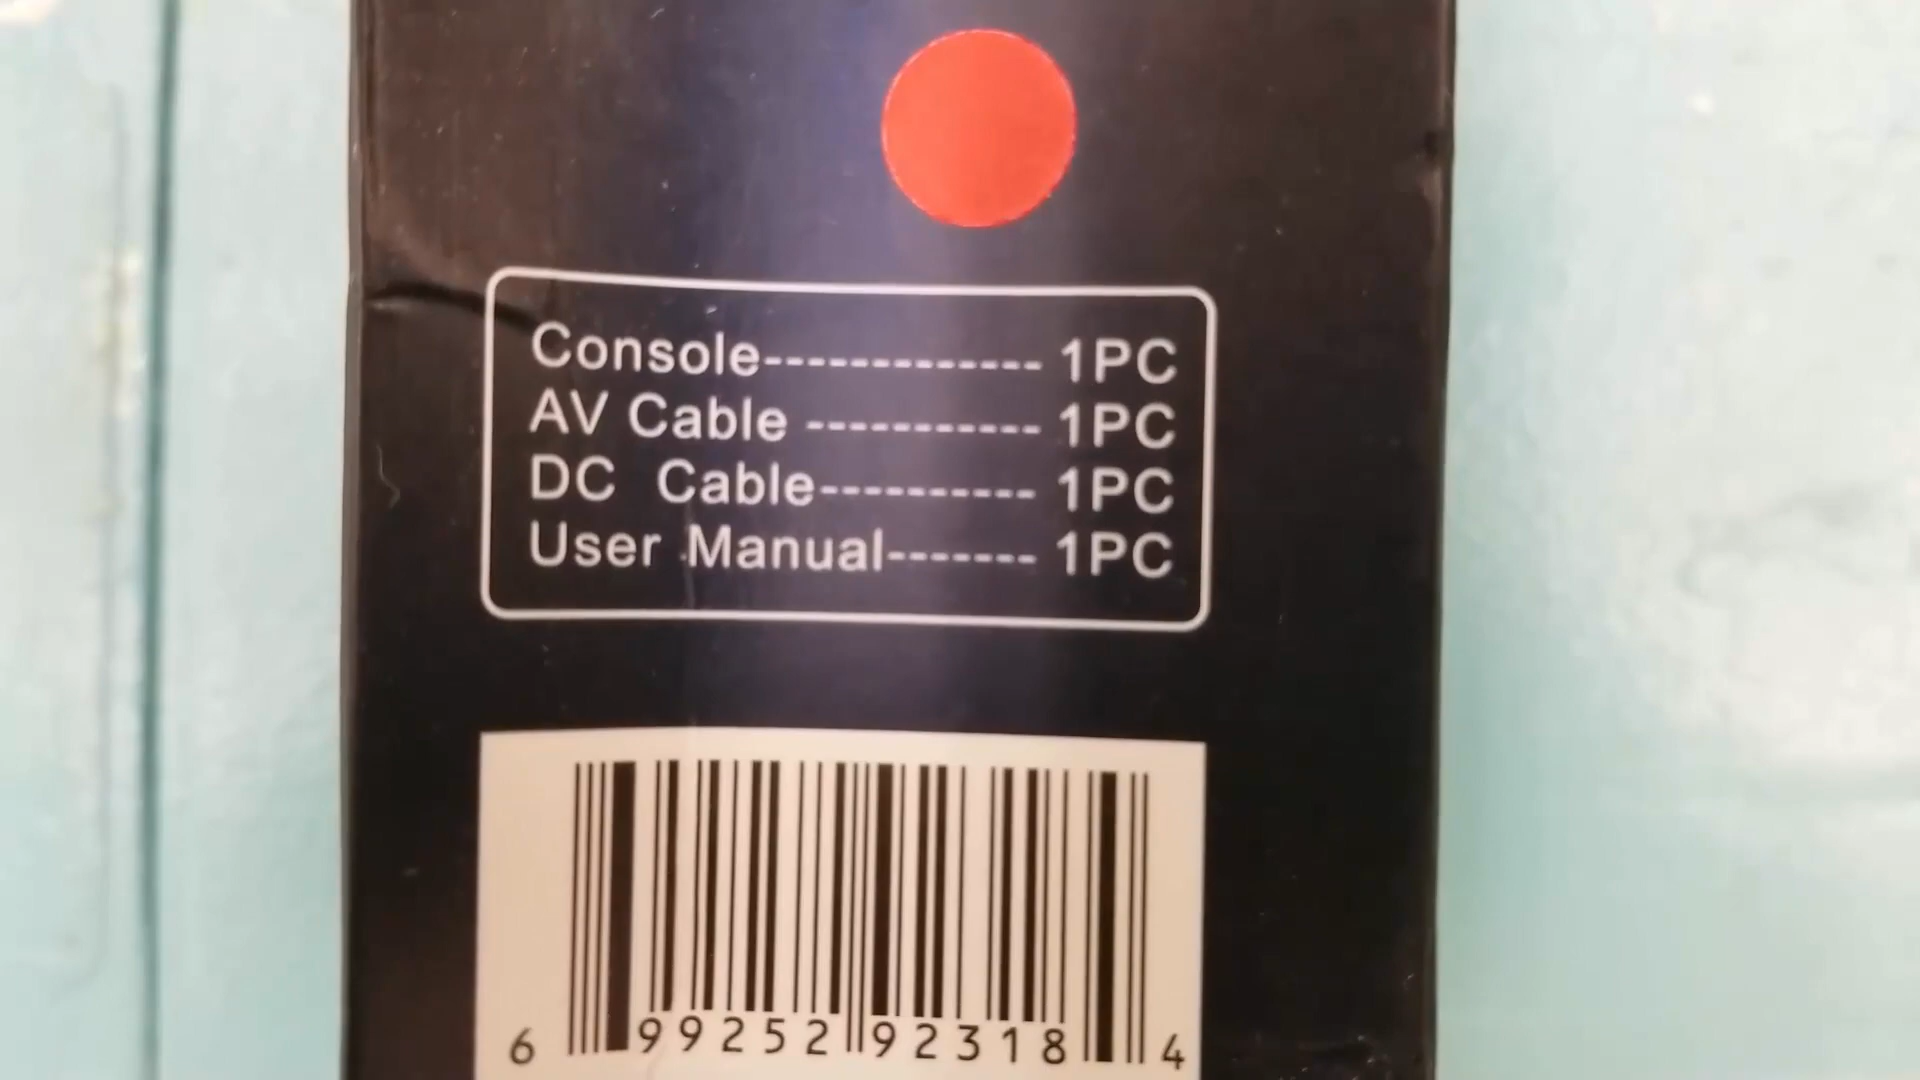 Console------------- 1PC
AV Cable ----------- 1PC
DC Cable---------- 1PC
User Manual------- 1PC
6 99252 92318 4